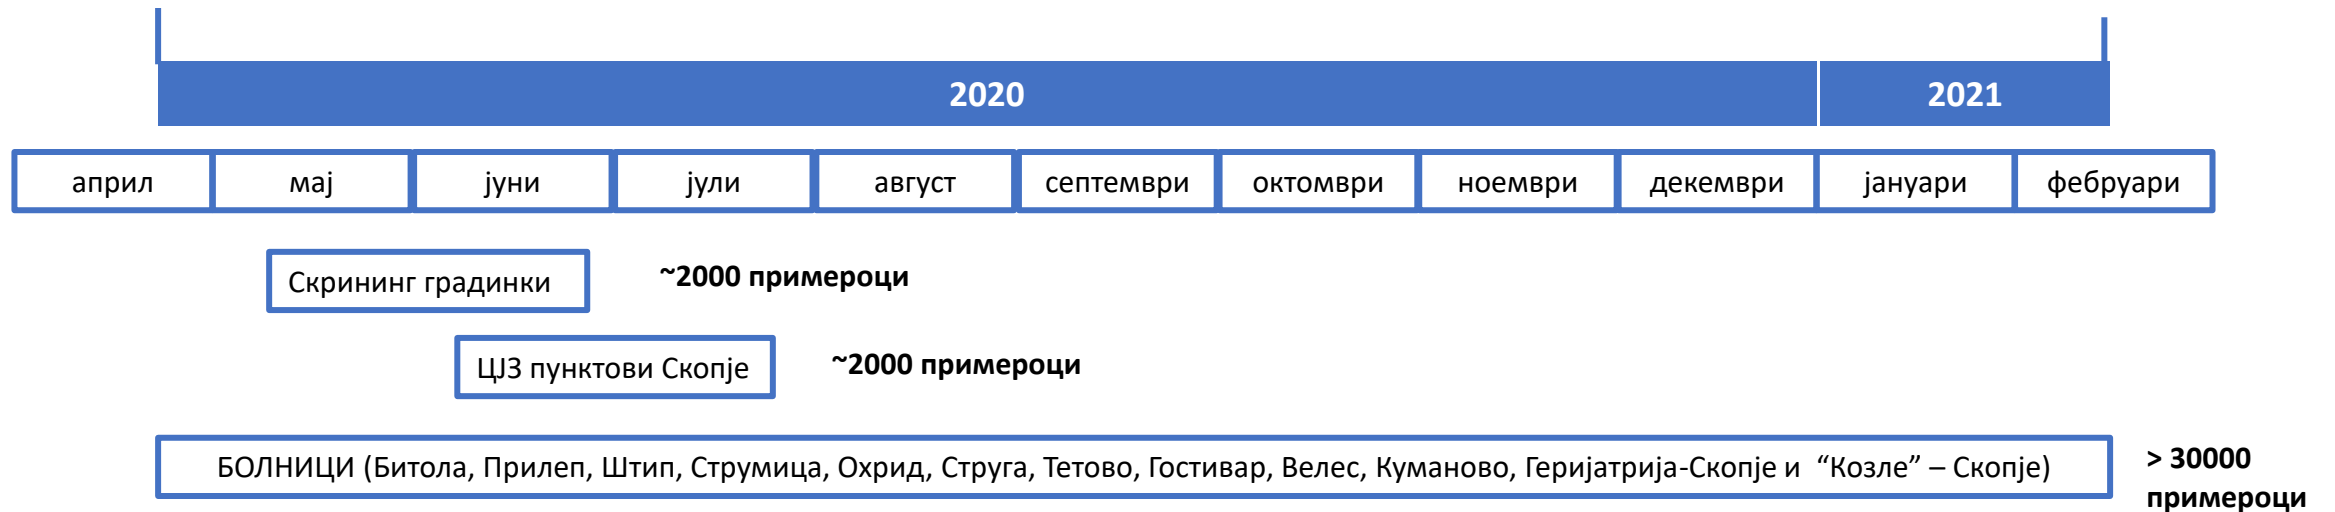 2020 2021
април мај јуни јули август септември октомври ноември декември јануари фебруари
Скрининг градинки ~2000 примероци
ЦЈЗ пунктови Скопје ~2000 примероци
БОЛНИЦИ (Битола, Прилеп, Штип, Струмица, Охрид, Струга, Тетово, Гостивар, Велес, Куманово, Геријатрија-Скопје и “Козле” – Скопје)
> 30000
примероци